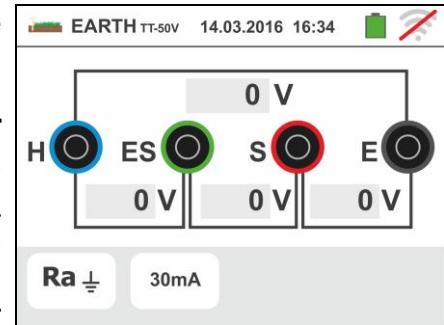 EARTH TT-50V 14.03.2016 16:34
0 V
H ES S E
0 V 0 V 0 V
Ra 30mA